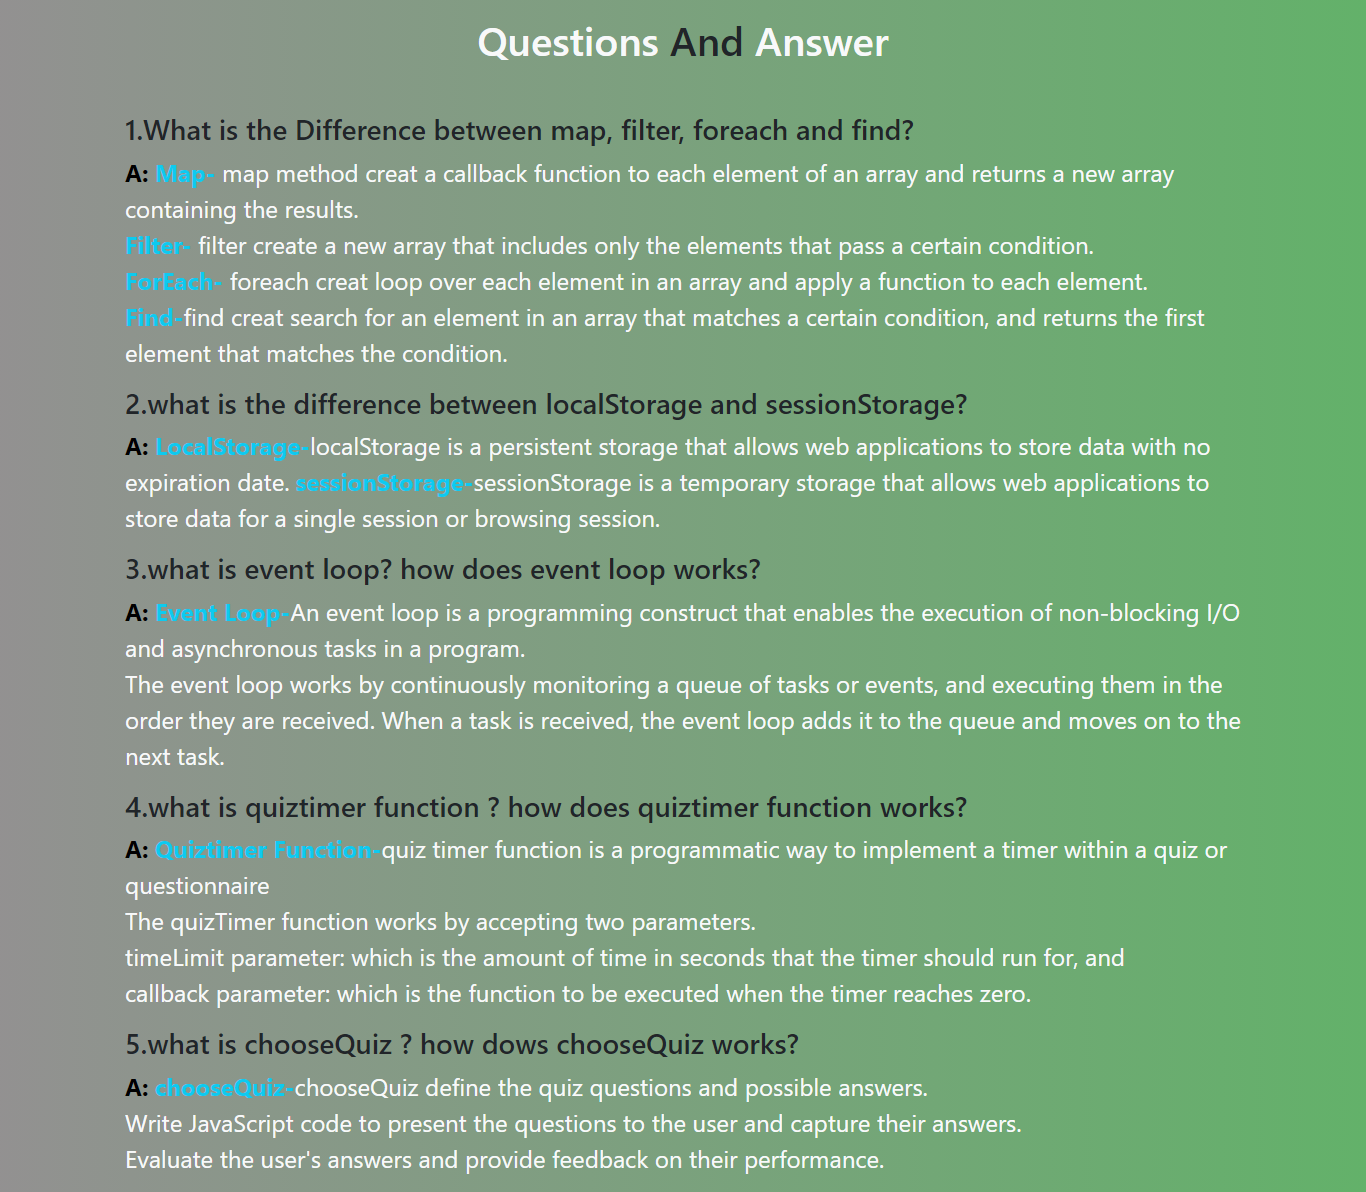 Questions And Answer
1.What is the Difference between map, filter, foreach and find?
A: Map- map method creat a callback function to each element of an array and returns a new array
containing the results.
Filter- filter create a new array that includes only the elements that pass a certain condition.
ForEach- foreach creat loop over each element in an array and apply a function to each element.
Find-find creat search for an element in an array that matches a certain condition, and returns the first
element that matches the condition.
2.what is the difference between localStorage and sessionStorage?
A: LocalStorage-localStorage is a persistent storage that allows web applications to store data with no
expiration date. sessionStorage-sessionStorage is a temporary storage that allows web applications to
store data for a single session or browsing session.
3.what is event loop? how does event loop works?
A: Event Loop-An event loop is a programming construct that enables the execution of non-blocking I/O
and asynchronous tasks in a program.
The event loop works by continuously monitoring a queue of tasks or events, and executing them in the
order they are received. When a task is received, the event loop adds it to the queue and moves on to the
next task.
4.what is quiztimer function ? how does quiztimer function works?
A: Quiztimer Function-quiz timer function is a programmatic way to implement a timer within a quiz or
questionnaire
The quizTimer function works by accepting two parameters.
timeLimit parameter: which is the amount of time in seconds that the timer should run for, and
callback parameter: which is the function to be executed when the timer reaches zero.
5.what is chooseQuiz ? how dows chooseQuiz works?
A: chooseQuiz-chooseQuiz define the quiz questions and possible answers.
Write JavaScript code to present the questions to the user and capture their answers.
Evaluate the user's answers and provide feedback on their performance.